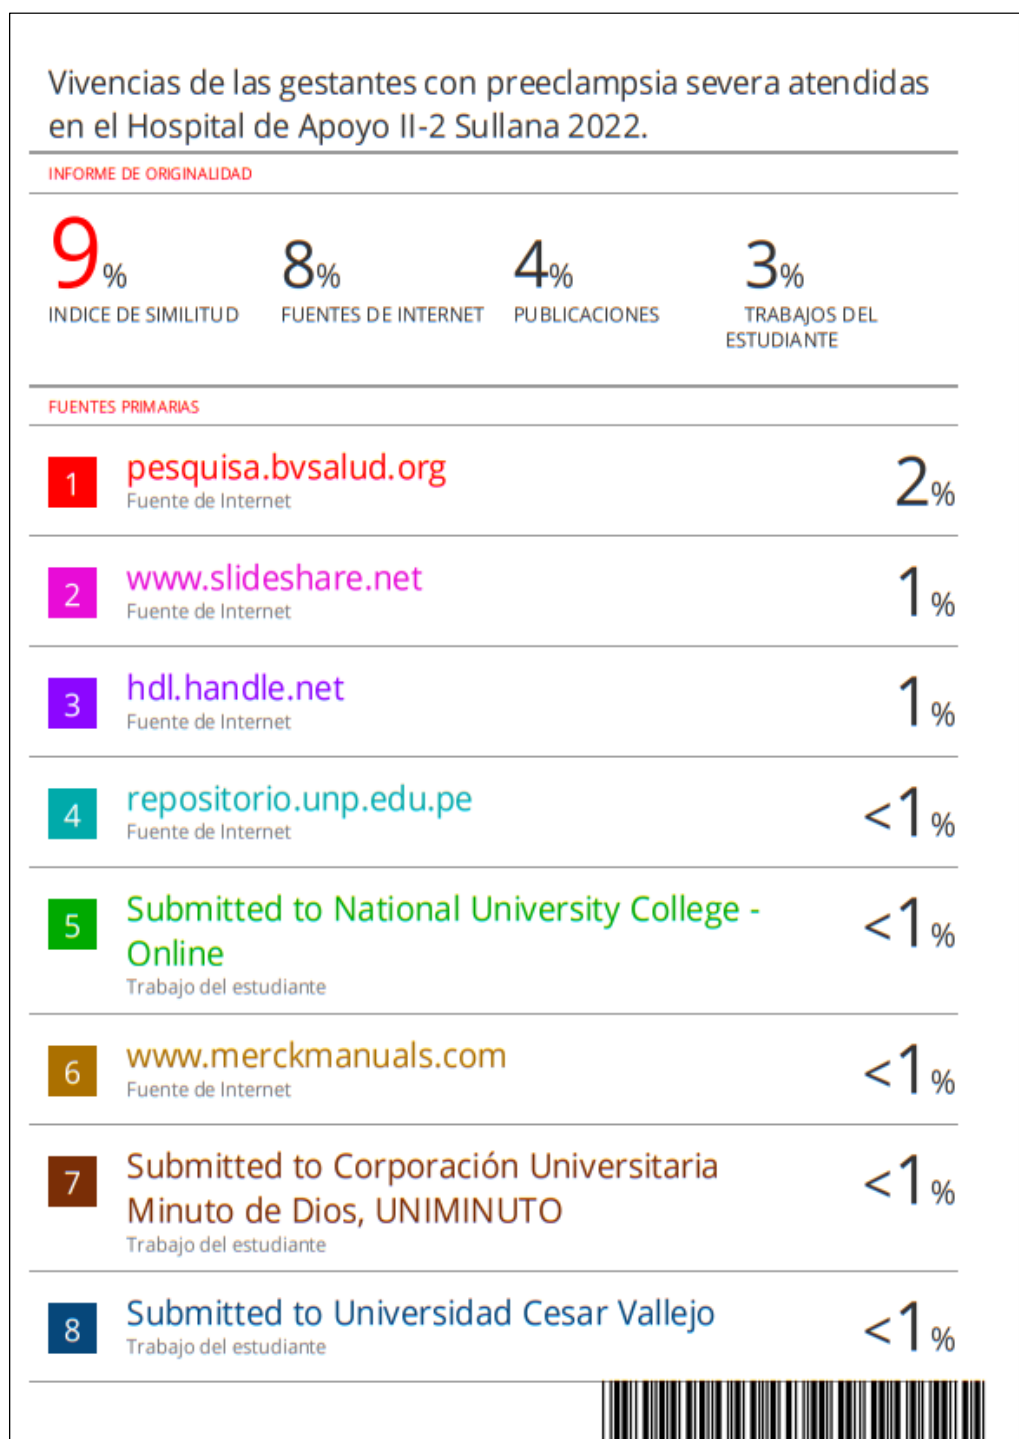 Vivencias de las gestantes con preeclampsia severa atendidas
en el Hospital de Apoyo II-2 Sullana 2022.
INFORME DE ORIGINALIDAD
9% 8% 4% 3%
INDICE DE SIMILITUD FUENTES DE INTERNET PUBLICACIONES TRABAJOS DEL
ESTUDIANTE
FUENTES PRIMARIAS
1 pesquisa.bvsalud.org 2%
Fuente de Internet
2 www.slideshare.net 1%
Fuente de Internet
3 hdl.handle.net 1%
Fuente de Internet
4 repositorio.unp.edu.pe <1%
Fuente de Internet
5 Submitted to National University College - <1%
Online
Trabajo del estudiante
6 www.merckmanuals.com <1%
Fuente de Internet
7 Submitted to Corporación Universitaria <1%
Minuto de Dios, UNIMINUTO
Trabajo del estudiante
8 Submitted to Universidad Cesar Vallejo <1%
Trabajo del estudiante